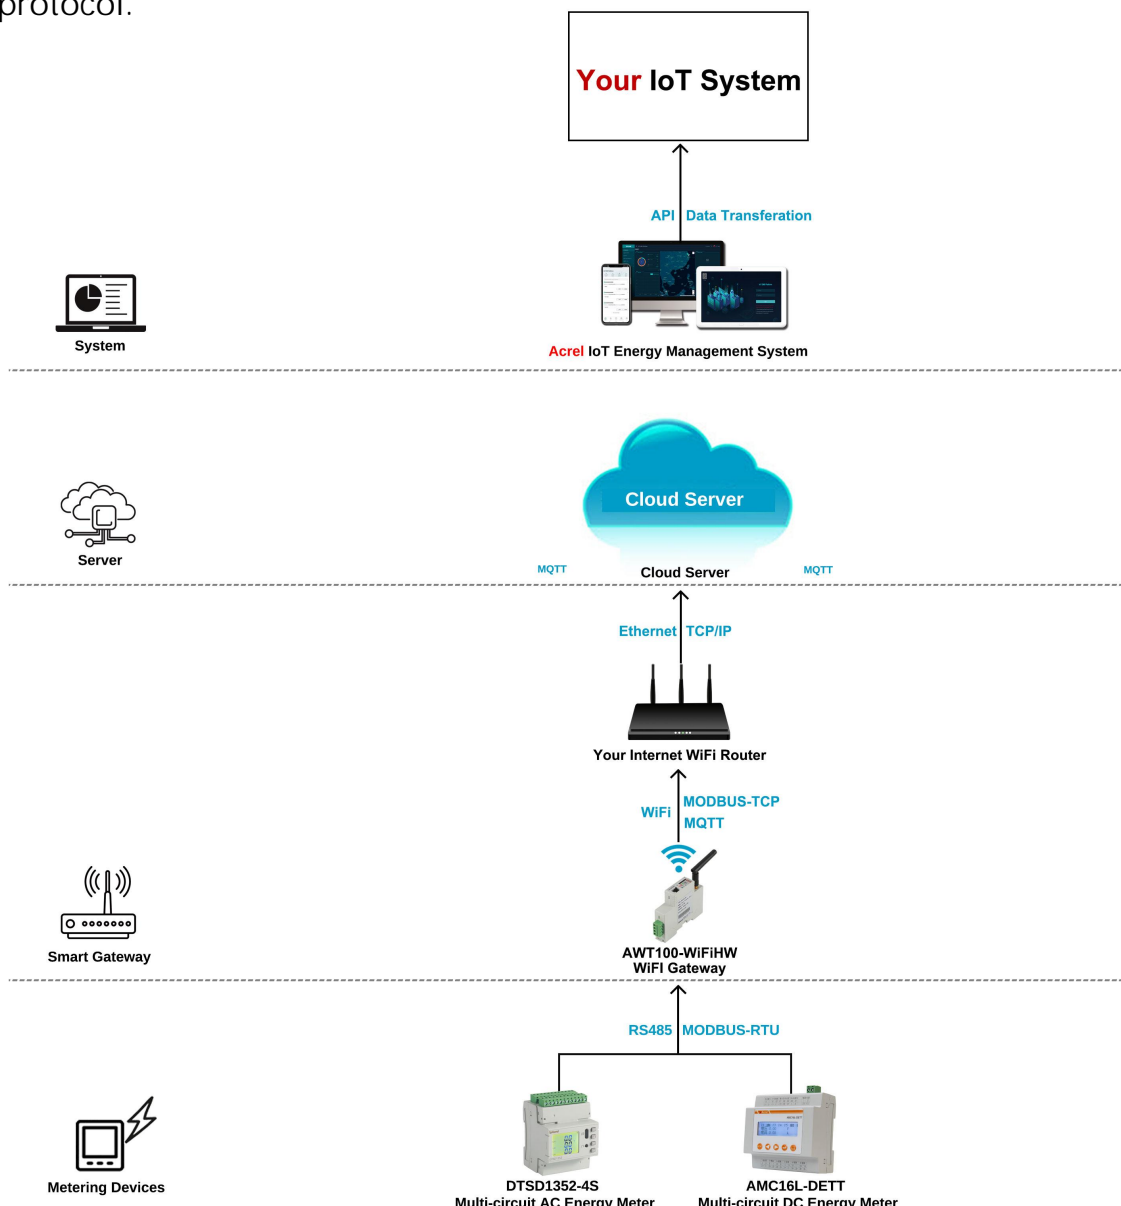 protocol.
Your IoT System
API Data Transferation
System
Acrel IoT Energy Management System
Cloud Server
Server
MQTT Cloud Server MQTT
Ethernet TCP/IP
Your Internet WiFi Router
WiFi MODBUS-TCP
MQTT
Smart Gateway
AWT100-WiFiHW
WiFI Gateway
RS485 MODBUS-RTU
Metering Devices
DTSD1352-4S AMC16L-DETT
Multi-circuit AC Energy Meter Multi-circuit DC Energy Meter